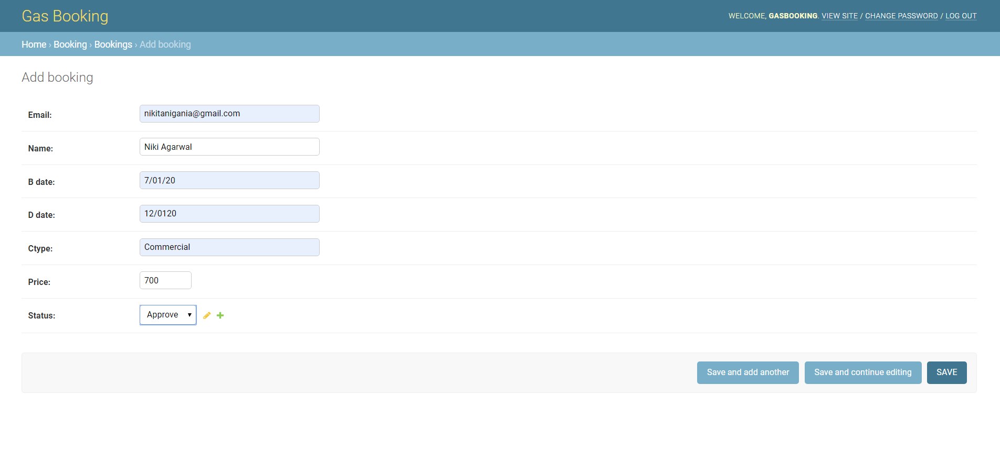 Gas Booking
WELCOME, GASBOOKING. VIEW SITE / CHANGE PASSWORD / LOG OUT
Home › Booking › Bookings › Add booking
Add booking
Email: nikitanigania@gmail.com
Name: Niki Agarwal
B date: 7/01/20
D date: 12/0120
Ctype: Commercial
Price: 700
Status: Approve
Save and add another Save and continue editing SAVE